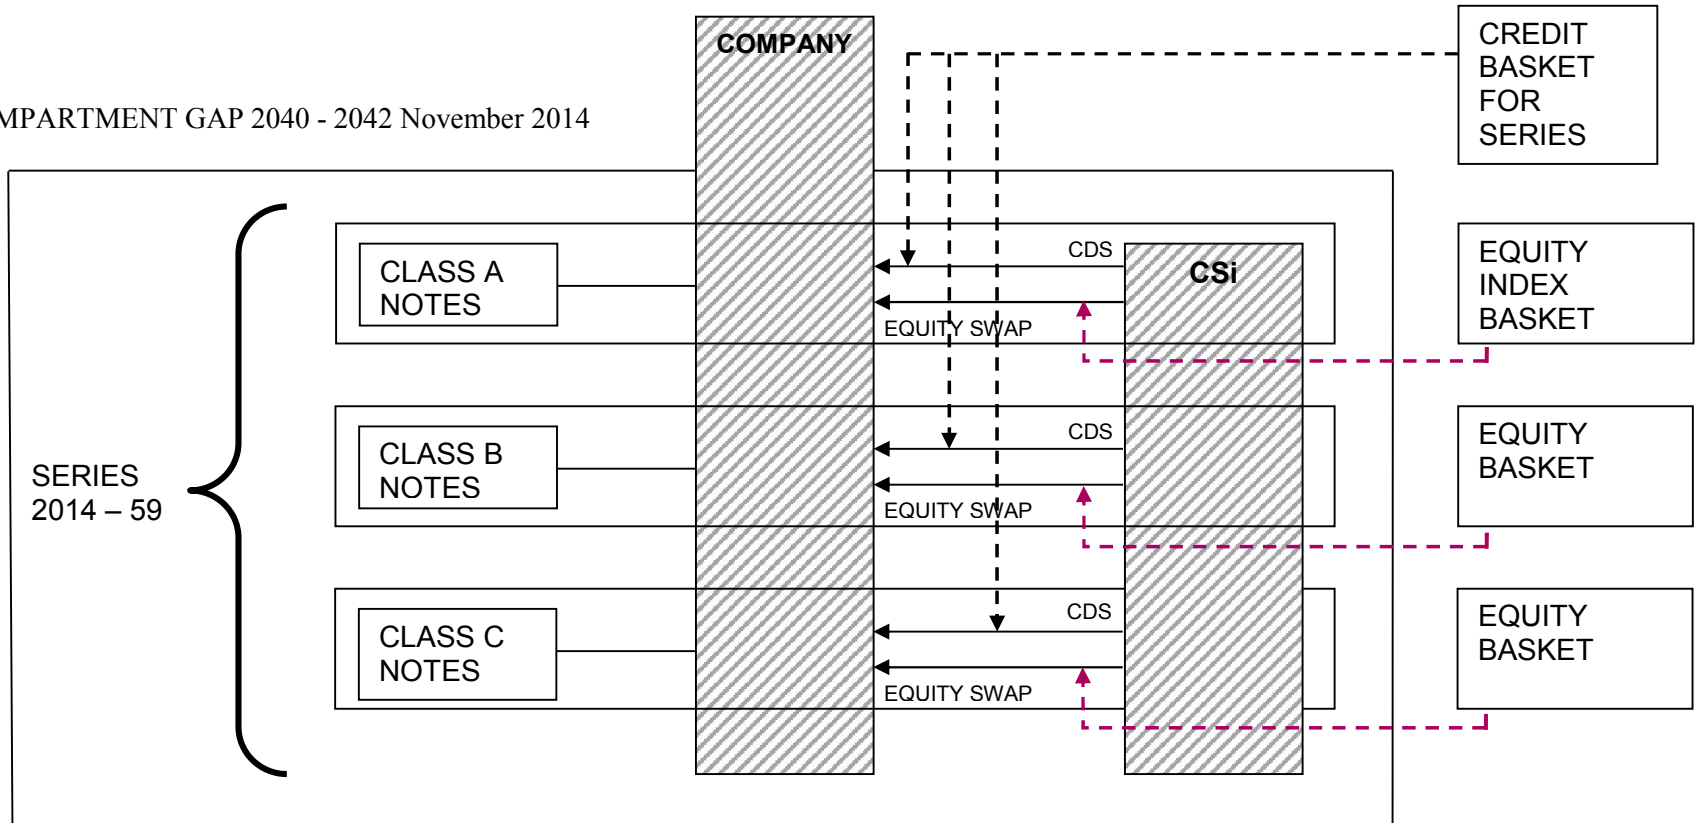 COMPANY
CREDIT
BASKET
FOR
SERIES
MPARTMENT GAP 2040 - 2042 November 2014
CLASS A
NOTES
CDS
EQUITY SWAP
CSi
EQUITY
INDEX
BASKET
SERIES
2014 – 59
CLASS B
NOTES
CDS
EQUITY SWAP
EQUITY
BASKET
CLASS C
NOTES
CDS
EQUITY SWAP
EQUITY
BASKET